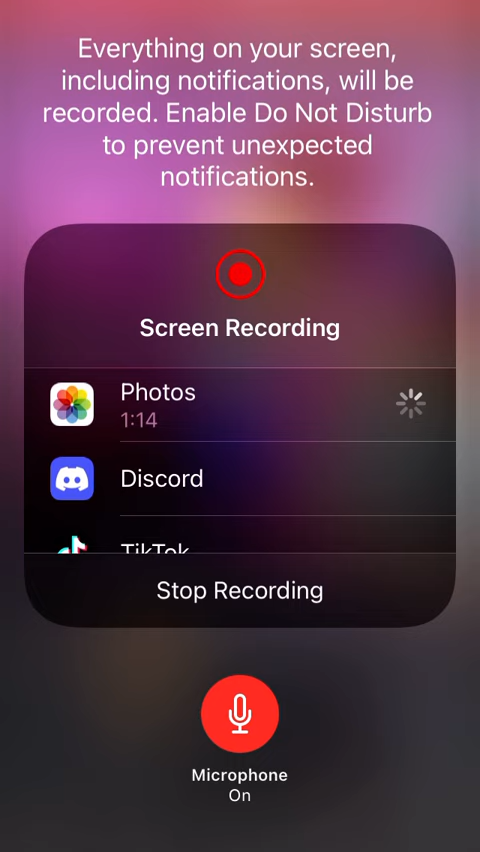 Everything on your screen,
including notifications, will be
recorded. Enable Do Not Disturb
to prevent unexpected
notifications.
Screen Recording
Photos
1:14
Discord
TikTok
Stop Recording
Microphone
On